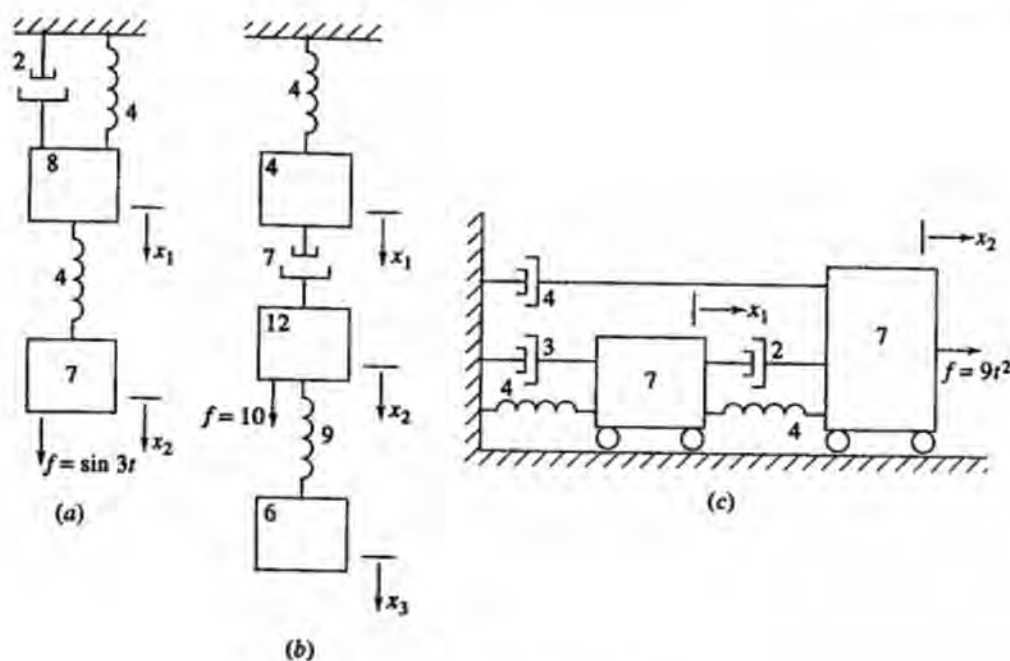 2
4
8
x₁
4
7
x₂
f = sin 3t
(a)
4
4
x₁
7
12
x₂
f = 10
9
6
x₃
(b)
x₂
4
x₁
3
2
7
7
f = 9t²
4
4
(c)